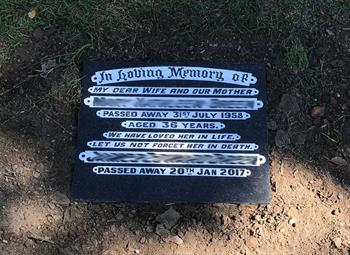 In Loving Memory of
MY DEAR WIFE AND OUR MOTHER
PASSED AWAY 31ST JULY 1958
AGED 36 YEARS.
WE HAVE LOVED HER IN LIFE.
LET US NOT FORGET HER IN DEATH.
PASSED AWAY 20TH JAN 2017